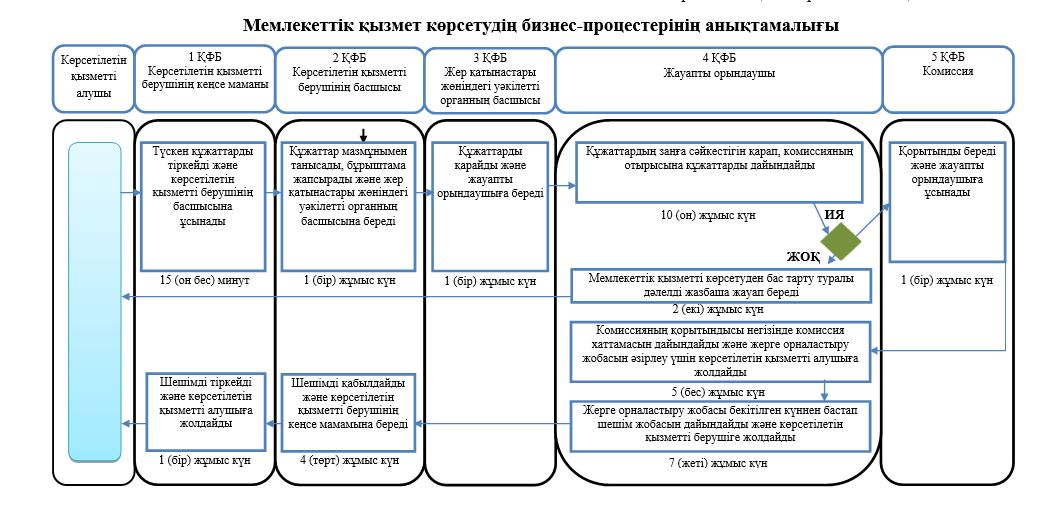 Мемлекеттік қызмет көрсетудің бизнес-процестерінің анықтамалығы
Көрсетілетін
қызметті
алушы
1 ҚФБ
Көрсетілетін қызметті
берушінің кеңсе маманы
2 ҚФБ
Көрсетілетін қызметті
берушінің басшысы
3 ҚФБ
Жер қатынастары
жөніндегі уәкілетті
органның басшысы
4 ҚФБ
Жауапты орындаушы
5 ҚФБ
Комиссия
Түскен құжаттарды
тіркейді және
көрсетілетін
қызметті берушінің
басшысына
ұсынады
15 (он бес) минут
Құжаттар мазмұнымен
танысады, бұрыштама
жапсырады және жер
қатынастары жөніндегі
уәкілетті органның
басшысына береді
1 (бір) жұмыс күн
Құжаттарды
қарайды және
жауапты
орындаушыға береді
1 (бір) жұмыс күн
Құжаттардың заңға сәйкестігін қарап, комиссияның
отырысына құжаттарды дайындайды
10 (он) жұмыс күн
ИЯ
ЖОҚ
Қорытынды береді
және жауапты
орындаушыға
ұсынады
1 (бір) жұмыс күн
Мемлекеттік қызметті көрсетуден бас тарту туралы
дәлелді жазбаша жауап береді
2 (екі) жұмыс күн
Комиссияның қорытындысы негізінде комиссия
хаттамасын дайындайды және жерге орналастыру
жобасын әзірлеу үшін көрсетілетін қызметті алушыға
жолдайды
5 (бес) жұмыс күн
Жерге орналастыру жобасы бекітілген күннен бастап
шешім жобасын дайындайды және көрсетілетін
қызметті берушіге жолдайды
7 (жеті) жұмыс күн
Шешімді қабылдайды
және көрсетілетін
қызметті берушінің
кеңсе мамамына береді
4 (төрт) жұмыс күн
Шешімді тіркейді
және көрсетілетін
қызметті алушыға
жолдайды
1 (бір) жұмыс күн